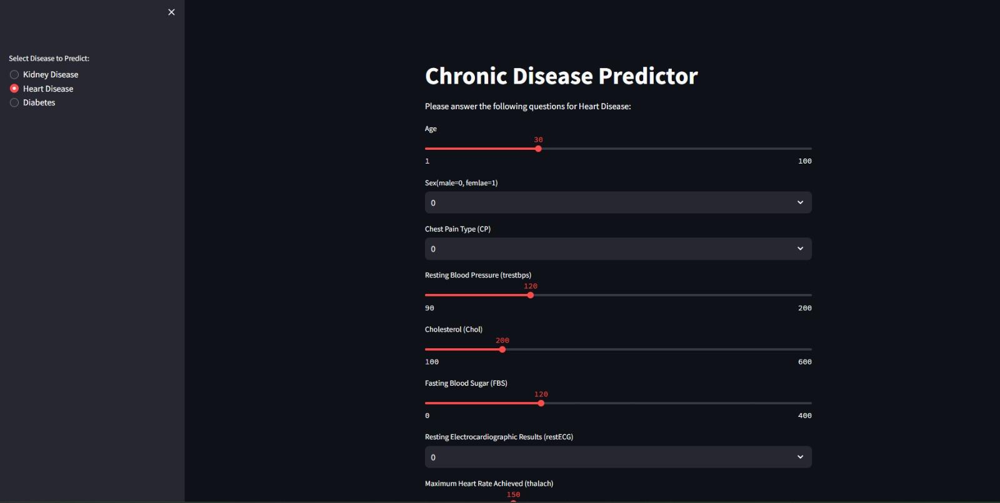 Select Disease to Predict:
Kidney Disease
Heart Disease
Diabetes
Chronic Disease Predictor
Please answer the following questions for Heart Disease:
Age
30
1 100
Sex(male=0, femlae=1)
0
Chest Pain Type (CP)
0
Resting Blood Pressure (trestbps)
120
90 200
Cholesterol (Chol)
200
100 600
Fasting Blood Sugar (FBS)
120
0 400
Resting Electrocardiographic Results (restECG)
0
Maximum Heart Rate Achieved (thalach)
150